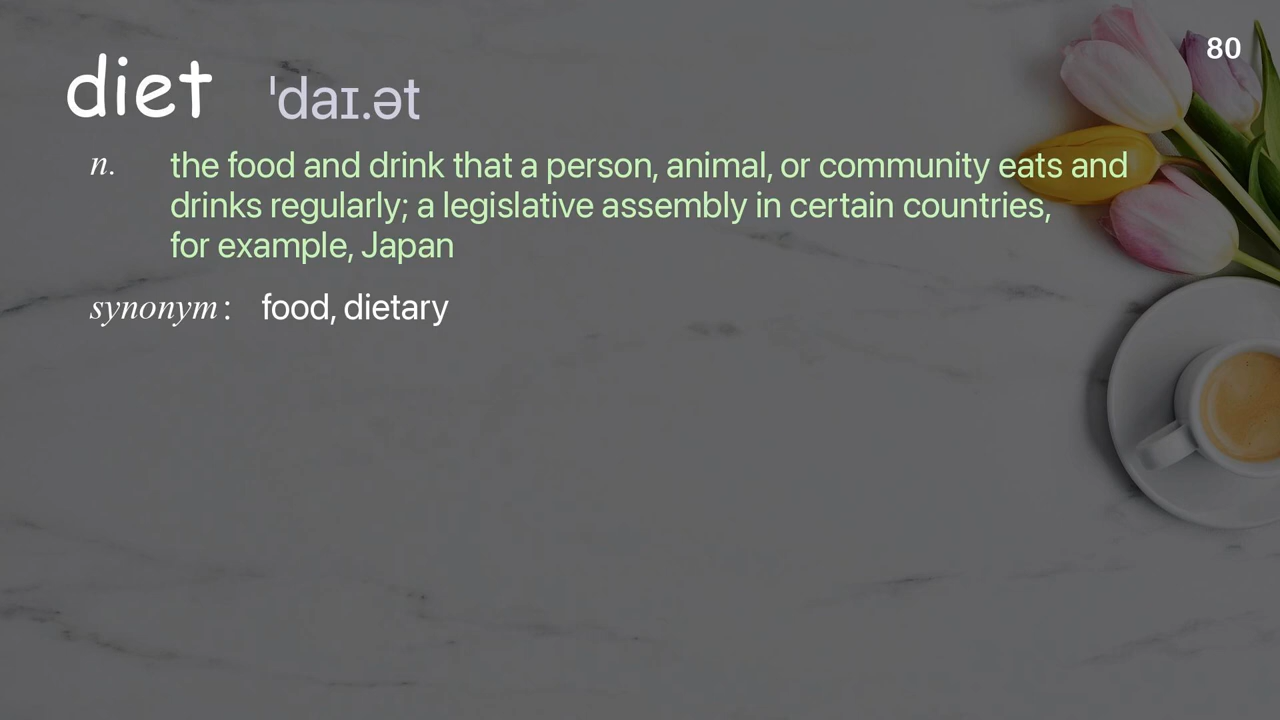 80
diet ˈdaɪ.ət
n. the food and drink that a person, animal, or community eats and
drinks regularly; a legislative assembly in certain countries,
for example, Japan
synonym : food, dietary